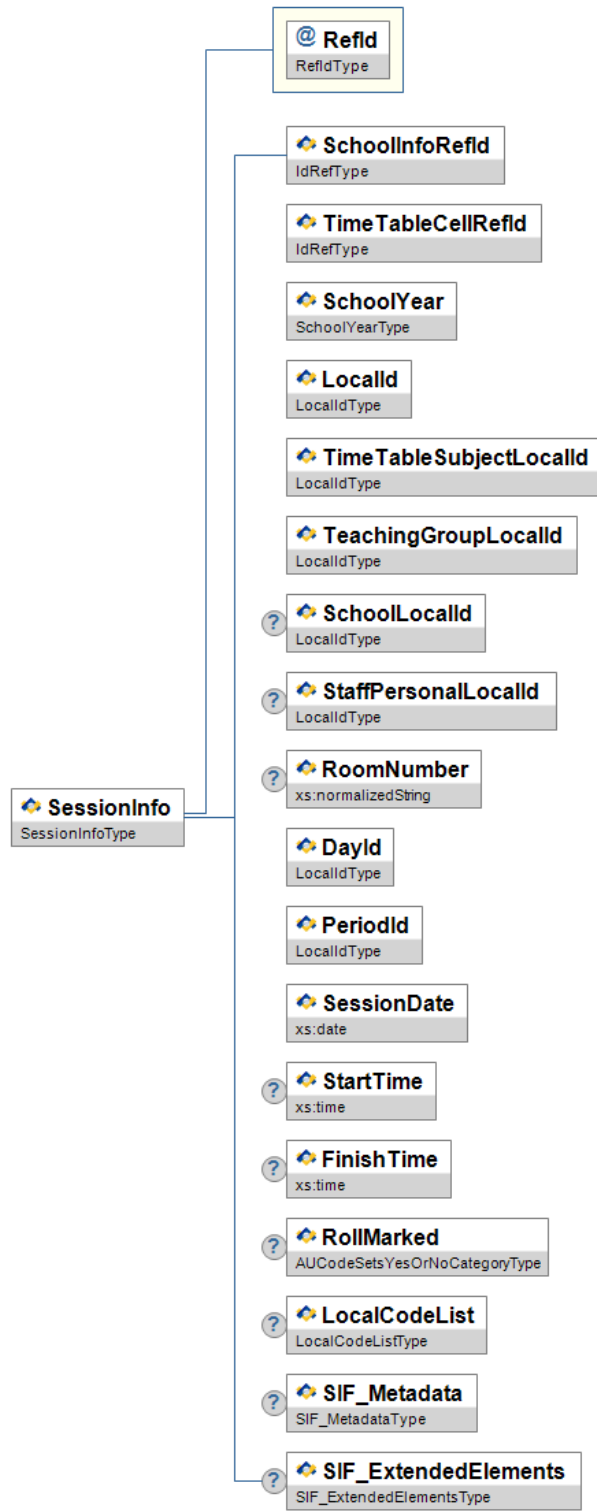 @ RefId
RefIdType
SchoolInfoRefId
IdRefType
TimeTableCellRefId
IdRefType
SchoolYear
SchoolYearType
LocalId
LocalIdType
TimeTableSubjectLocalId
LocalIdType
TeachingGroupLocalId
LocalIdType
? SchoolLocalId
LocalIdType
? StaffPersonalLocalId
LocalIdType
? RoomNumber
xs:normalizedString
SessionInfo
SessionInfoType
DayId
LocalIdType
PeriodId
LocalIdType
SessionDate
xs:date
? StartTime
xs:time
? FinishTime
xs:time
? RollMarked
AUCodeSetsYesOrNoCategoryType
? LocalCodeList
LocalCodeListType
? SIF_Metadata
SIF_MetadataType
? SIF_ExtendedElements
SIF_ExtendedElementsType